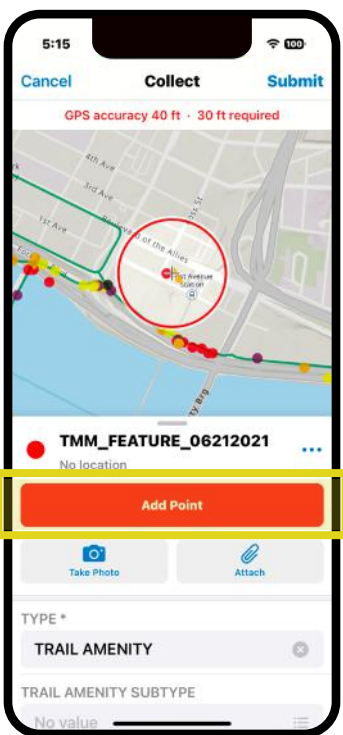 5:15
100
Cancel
Collect
Submit
GPS accuracy 40 ft · 30 ft required
4th Ave
3rd Ave
1st Ave
Boulevard of the Allies
Ross St
First Avenue
Station
TMM_FEATURE_06212021
No location
Add Point
Take Photo
Attach
TYPE *
TRAIL AMENITY
TRAIL AMENITY SUBTYPE
No value